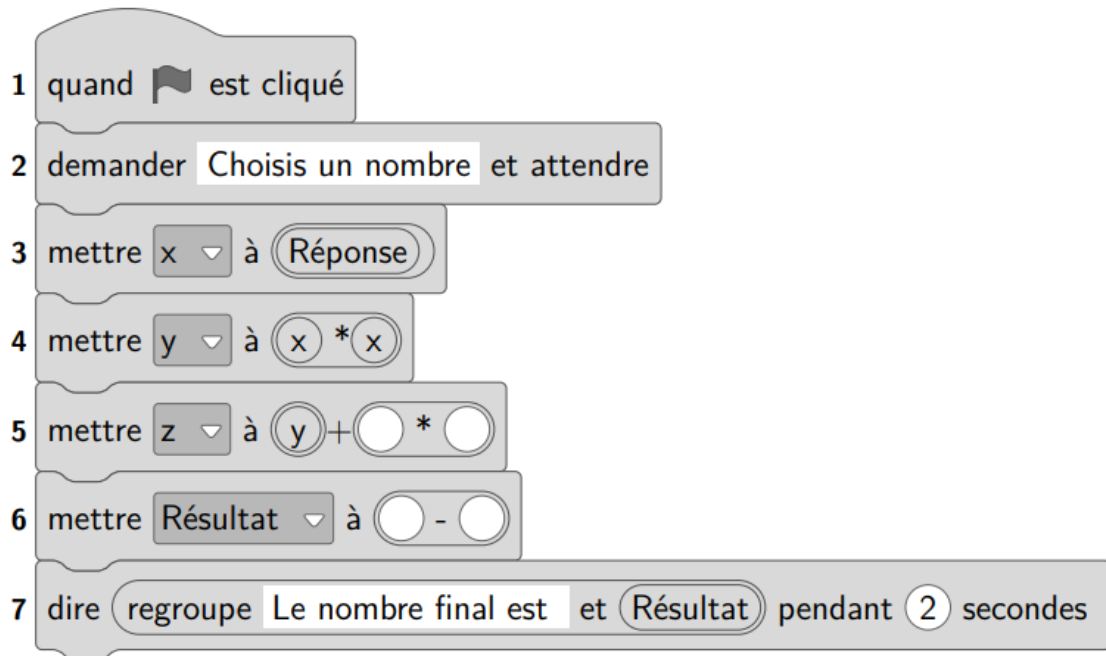 1 quand est cliqué
2 demander Choisis un nombre et attendre
3 mettre x à Réponse
4 mettre y à x * x
5 mettre z à y + *
6 mettre Résultat à -
7 dire regroupe Le nombre final est et Résultat pendant 2 secondes